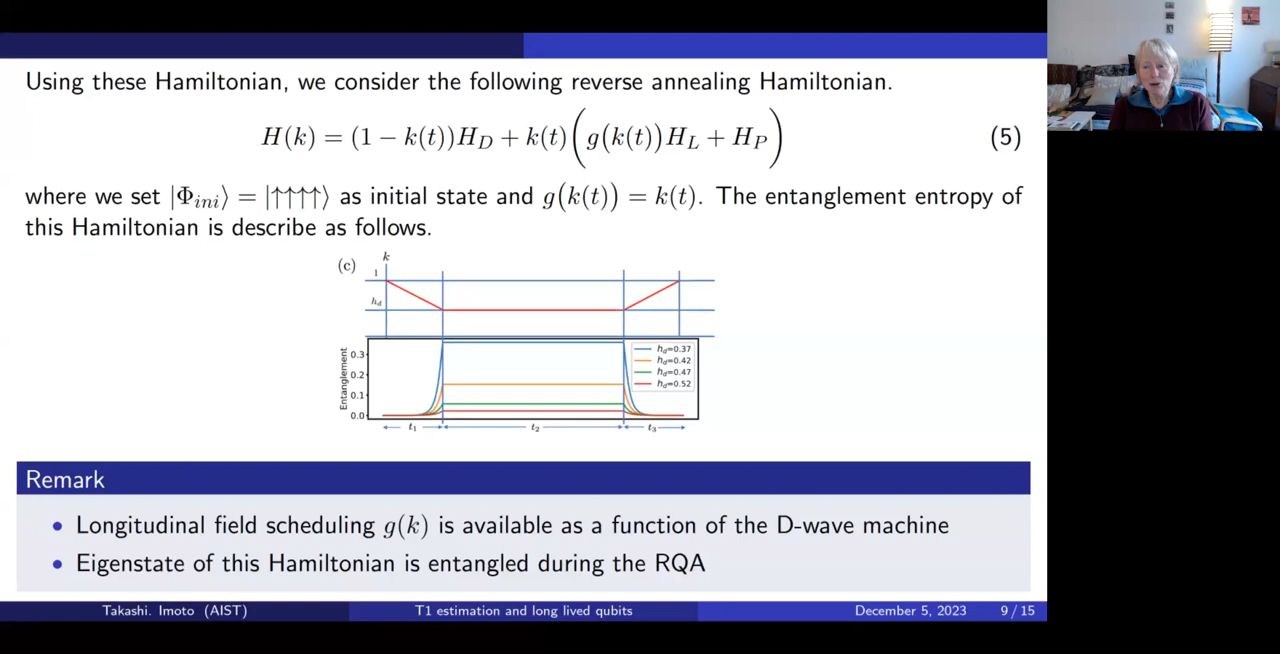 Using these Hamiltonian, we consider the following reverse annealing Hamiltonian.
H(k) = (1 − k(t))H_D + k(t)(g(k(t))H_L + H_P) (5)
where we set |Φ_ini⟩ = |↑↑↑↑⟩ as initial state and g(k(t)) = k(t). The entanglement entropy of
this Hamiltonian is describe as follows.
(c)
k
1
h_d
Entanglement
0.3
0.2
0.1
0.0
h_d=0.37
h_d=0.42
h_d=0.47
h_d=0.52
t_1 t_2 t_3
Remark
• Longitudinal field scheduling g(k) is available as a function of the D-wave machine
• Eigenstate of this Hamiltonian is entangled during the RQA
Takashi. Imoto (AIST) T1 estimation and long lived qubits December 5, 2023 9 / 15